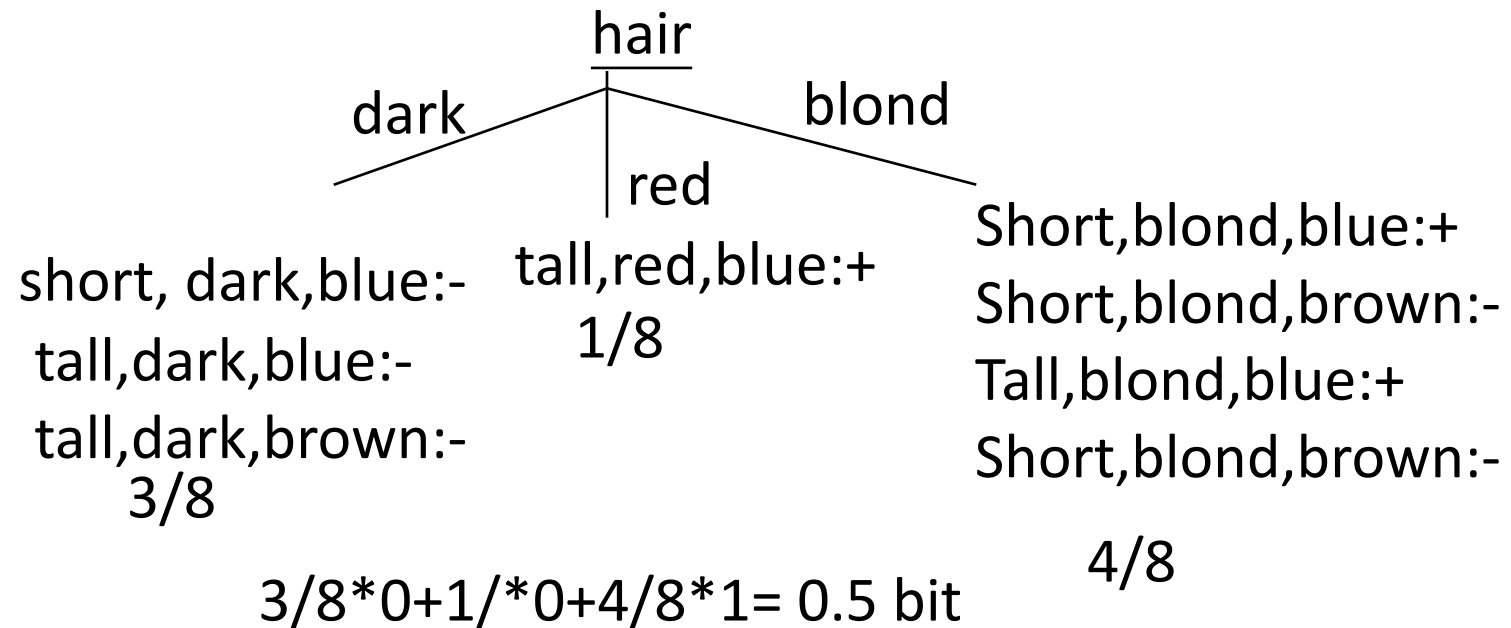 hair
dark
blond
red
short, dark,blue:-
tall,dark,blue:-
tall,dark,brown:-
3/8
tall,red,blue:+
1/8
Short,blond,blue:+
Short,blond,brown:-
Tall,blond,blue:+
Short,blond,brown:-
4/8
3/8*0+1/*0+4/8*1= 0.5 bit